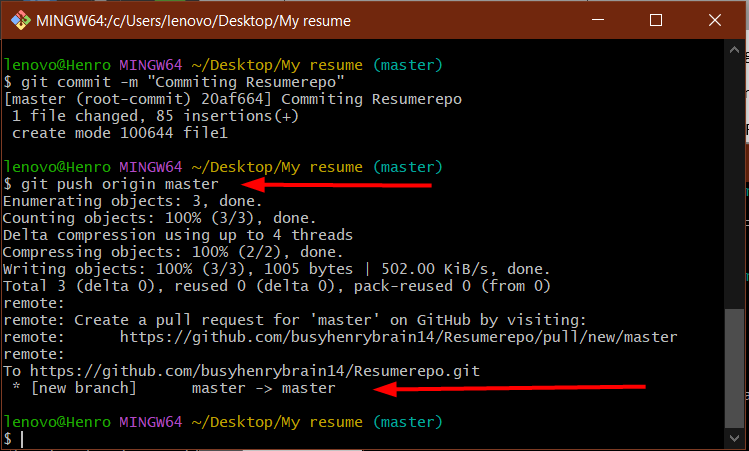 MINGW64:/c/Users/lenovo/Desktop/My resume
lenovo@Henro MINGW64 ~/Desktop/My resume (master)
$ git commit -m "Commiting Resumerepo"
[master (root-commit) 20af664] Commiting Resumerepo
 1 file changed, 85 insertions(+)
 create mode 100644 file1
lenovo@Henro MINGW64 ~/Desktop/My resume (master)
$ git push origin master
Enumerating objects: 3, done.
Counting objects: 100% (3/3), done.
Delta compression using up to 4 threads
Compressing objects: 100% (2/2), done.
Writing objects: 100% (3/3), 1005 bytes | 502.00 KiB/s, done.
Total 3 (delta 0), reused 0 (delta 0), pack-reused 0 (from 0)
remote:
remote: Create a pull request for 'master' on GitHub by visiting:
remote:      https://github.com/busyhenrybrain14/Resumerepo/pull/new/master
remote:
To https://github.com/busyhenrybrain14/Resumerepo.git
 * [new branch]      master -> master
lenovo@Henro MINGW64 ~/Desktop/My resume (master)
$